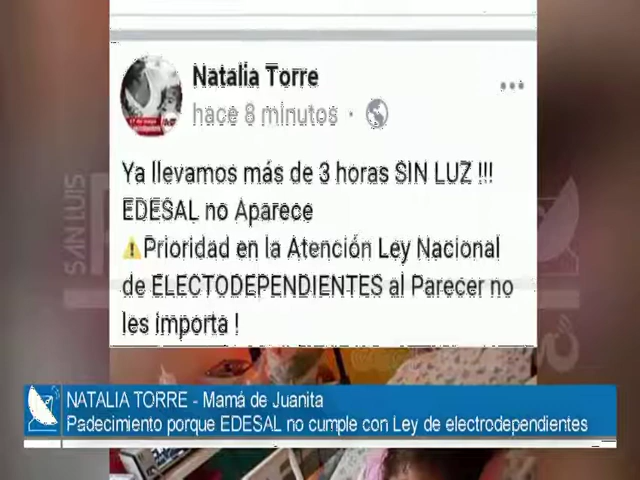 Natalia Torre
hace 8 minutos ·
Ya llevamos más de 3 horas SIN LUZ !!!
EDESAL no Aparece
⚠Prioridad en la Atención Ley Nacional
de ELECTODEPENDIENTES al Parecer no
les importa !
SAN LUIS
NATALIA TORRE - Mamá de Juanita
Padecimiento porque EDESAL no cumple con Ley de electrodependientes